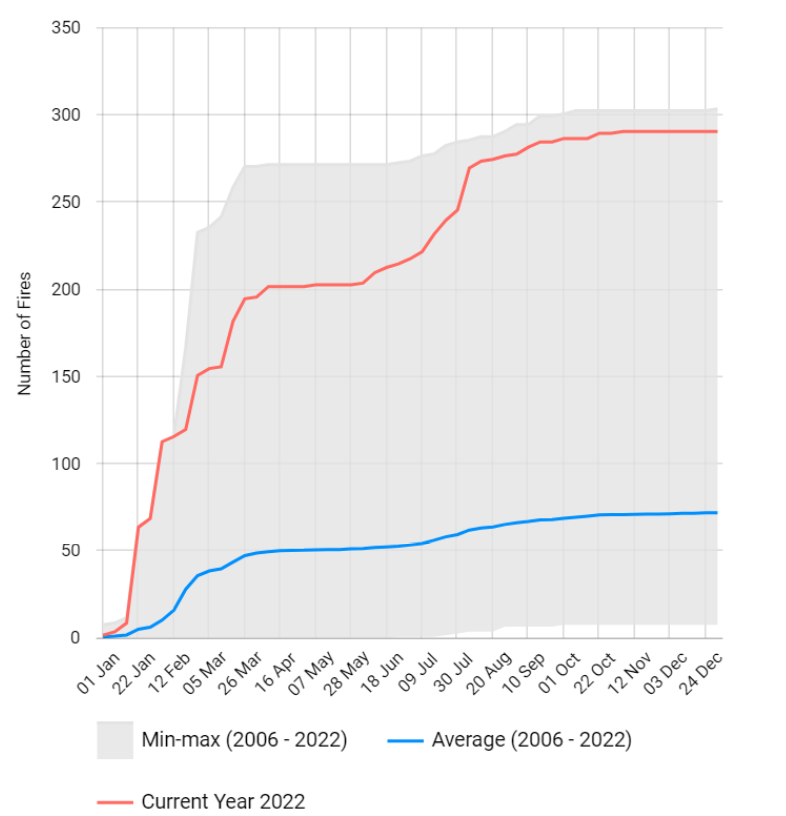 350
300
250
200
150
100
50
0
Number of Fires
01 Jan
22 Jan
12 Feb
05 Mar
26 Mar
16 Apr
07 May
28 May
18 Jun
09 Jul
30 Jul
20 Aug
10 Sep
01 Oct
22 Oct
12 Nov
03 Dec
24 Dec
Min-max (2006 - 2022)
Average (2006 - 2022)
Current Year 2022